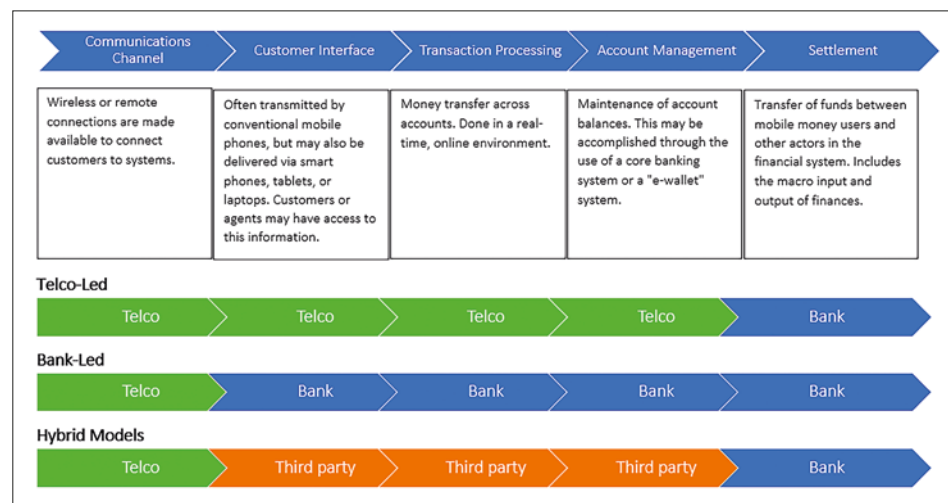 Communications
Channel
Customer Interface
Transaction Processing
Account Management
Settlement
Wireless or remote
connections are made
available to connect
customers to systems.
Often transmitted by
conventional mobile
phones, but may also be
delivered via smart
phones, tablets, or
laptops. Customers or
agents may have access to
this information.
Money transfer across
accounts. Done in a real-
time, online environment.
Maintenance of account
balances. This may be
accomplished through the
use of a core banking
system or a "e-wallet"
system.
Transfer of funds between
mobile money users and
other actors in the
financial system. Includes
the macro input and
output of finances.
Telco-Led
Telco Telco Telco Telco Bank
Bank-Led
Telco Bank Bank Bank Bank
Hybrid Models
Telco Third party Third party Third party Bank